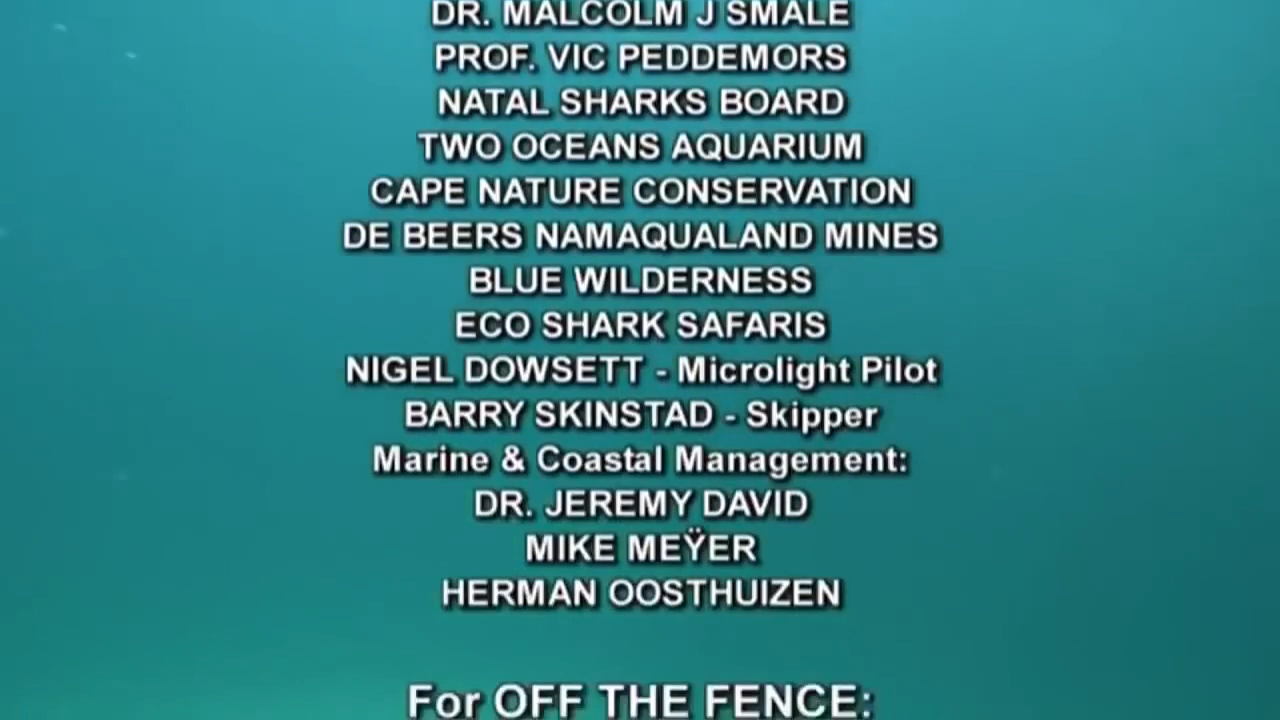 DR. MALCOLM J SMALE
PROF. VIC PEDDEMORS
NATAL SHARKS BOARD
TWO OCEANS AQUARIUM
CAPE NATURE CONSERVATION
DE BEERS NAMAQUALAND MINES
BLUE WILDERNESS
ECO SHARK SAFARIS
NIGEL DOWSETT - Microlight Pilot
BARRY SKINSTAD - Skipper
Marine & Coastal Management:
DR. JEREMY DAVID
MIKE MEŸER
HERMAN OOSTHUIZEN
For OFF THE FENCE: